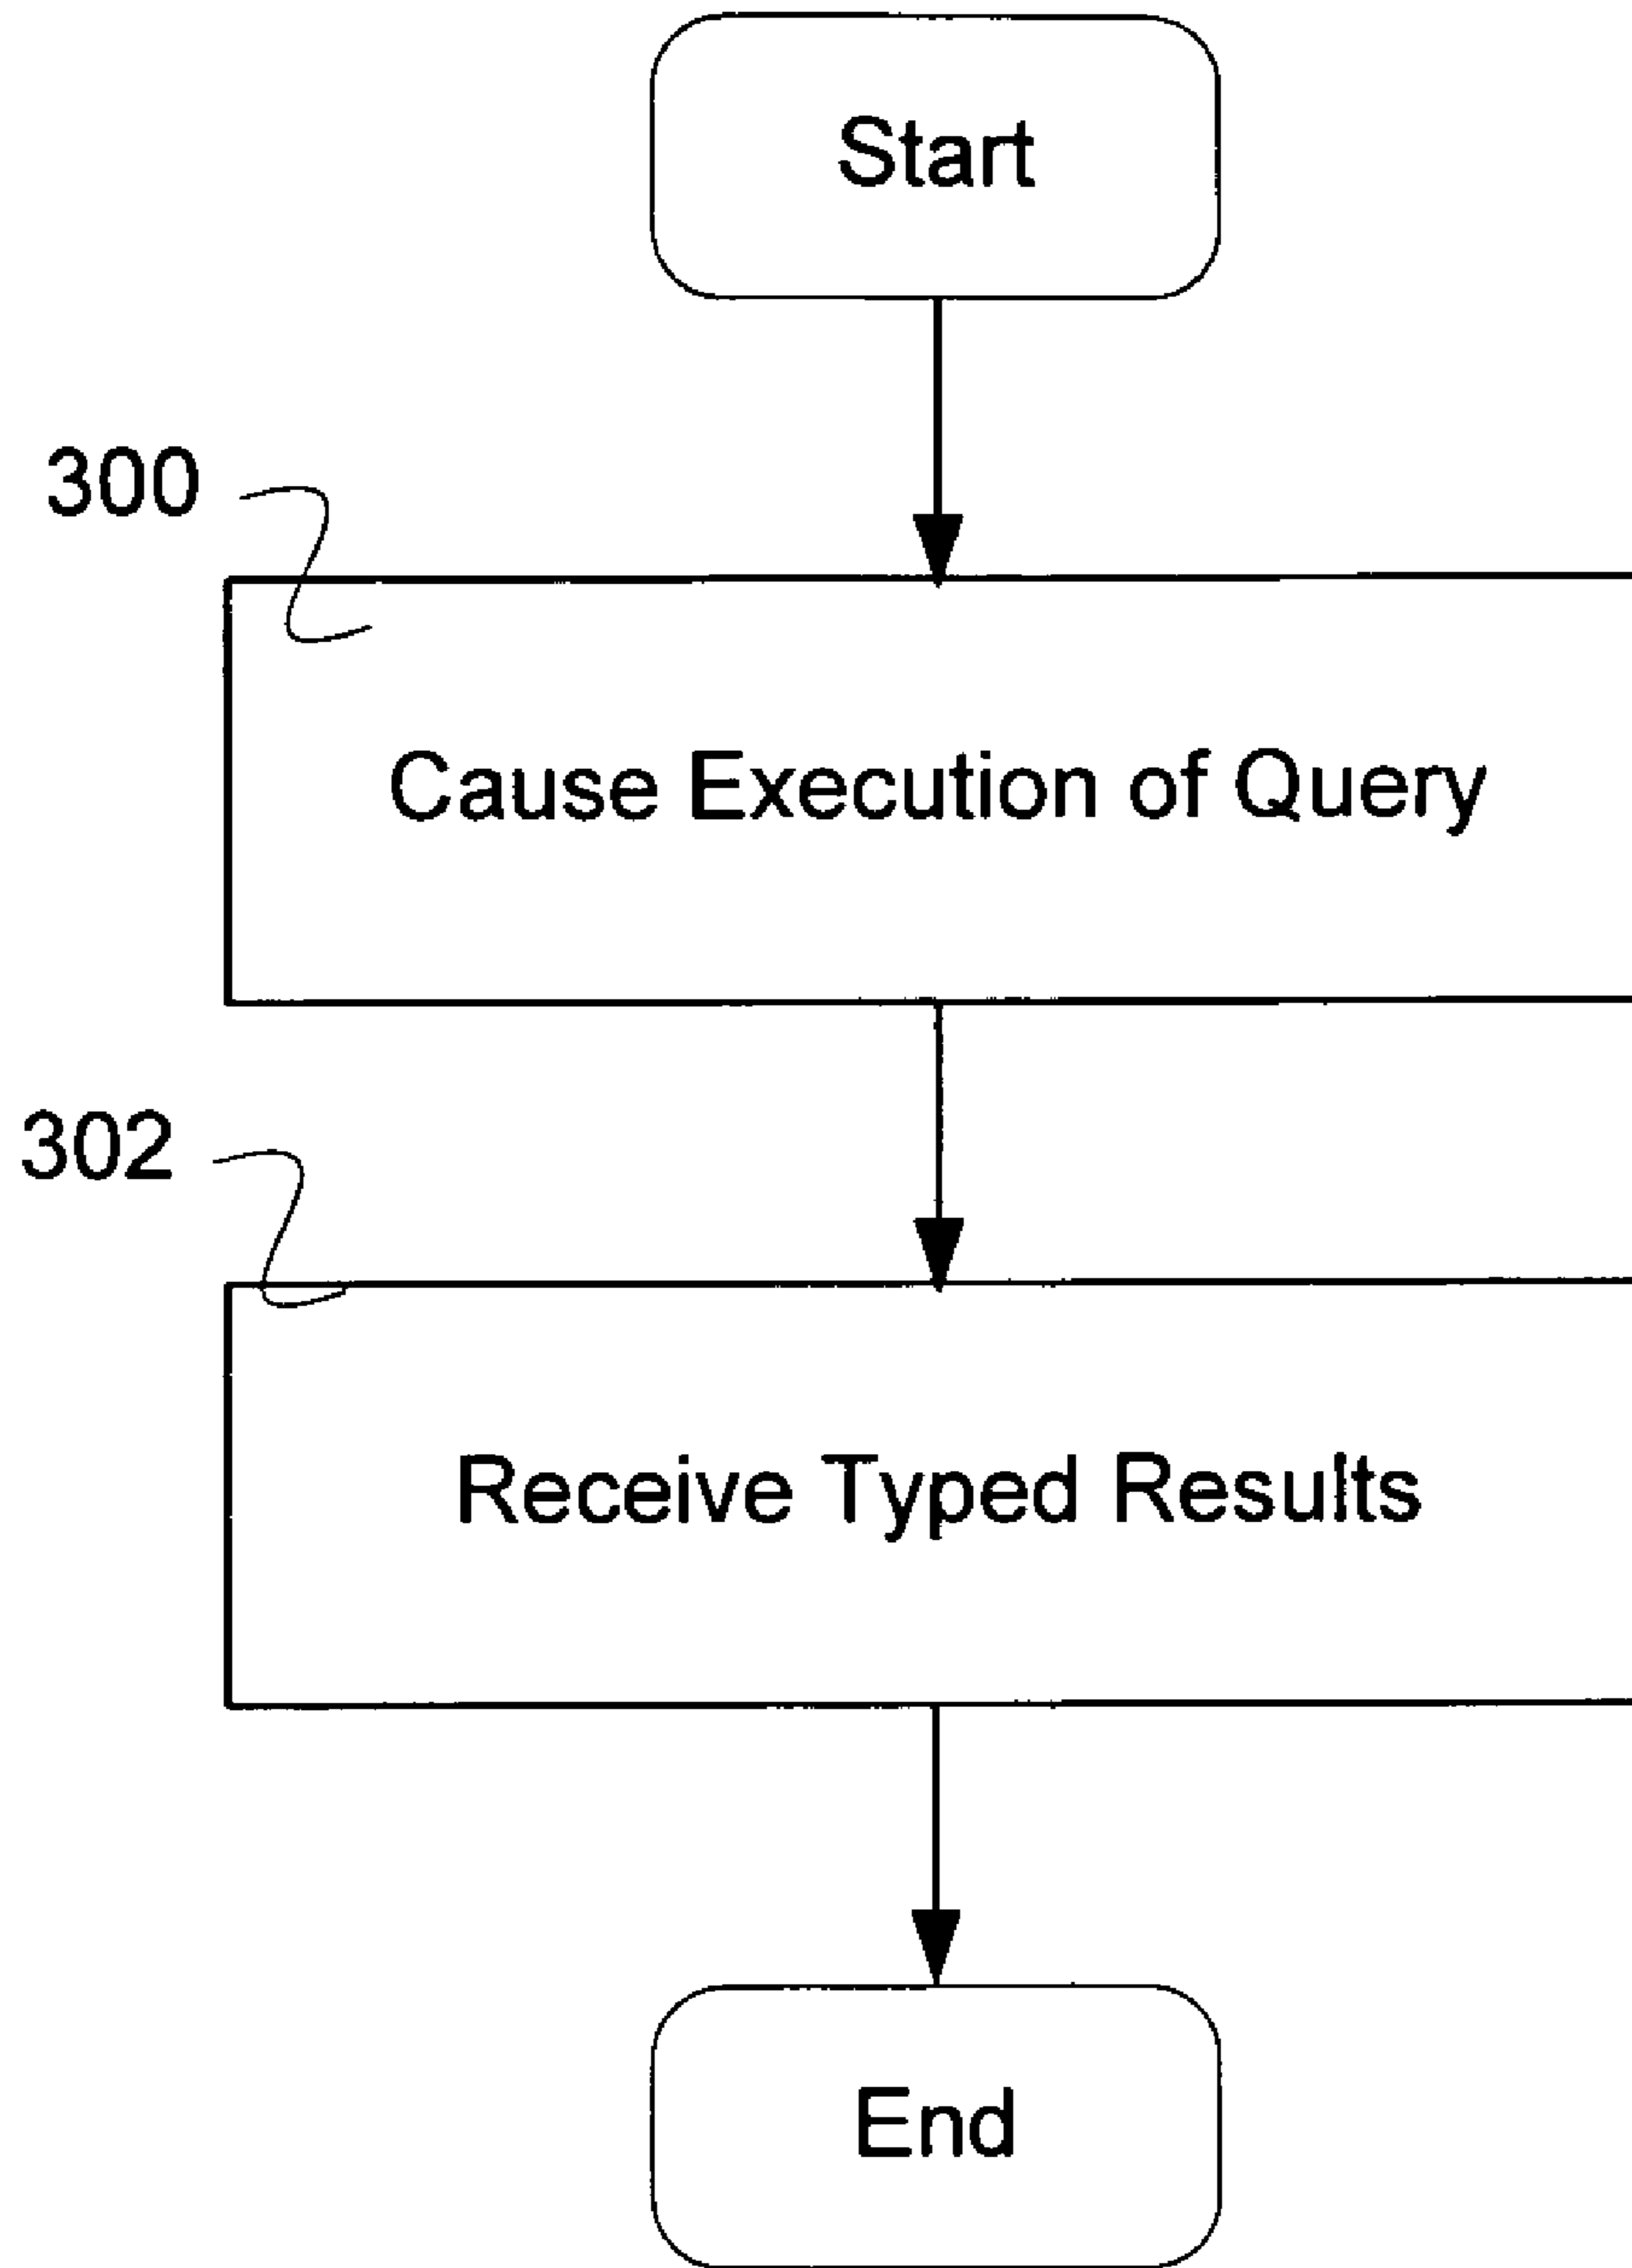 Start
300
Cause Execution of Query
302
Receive Typed Results
End